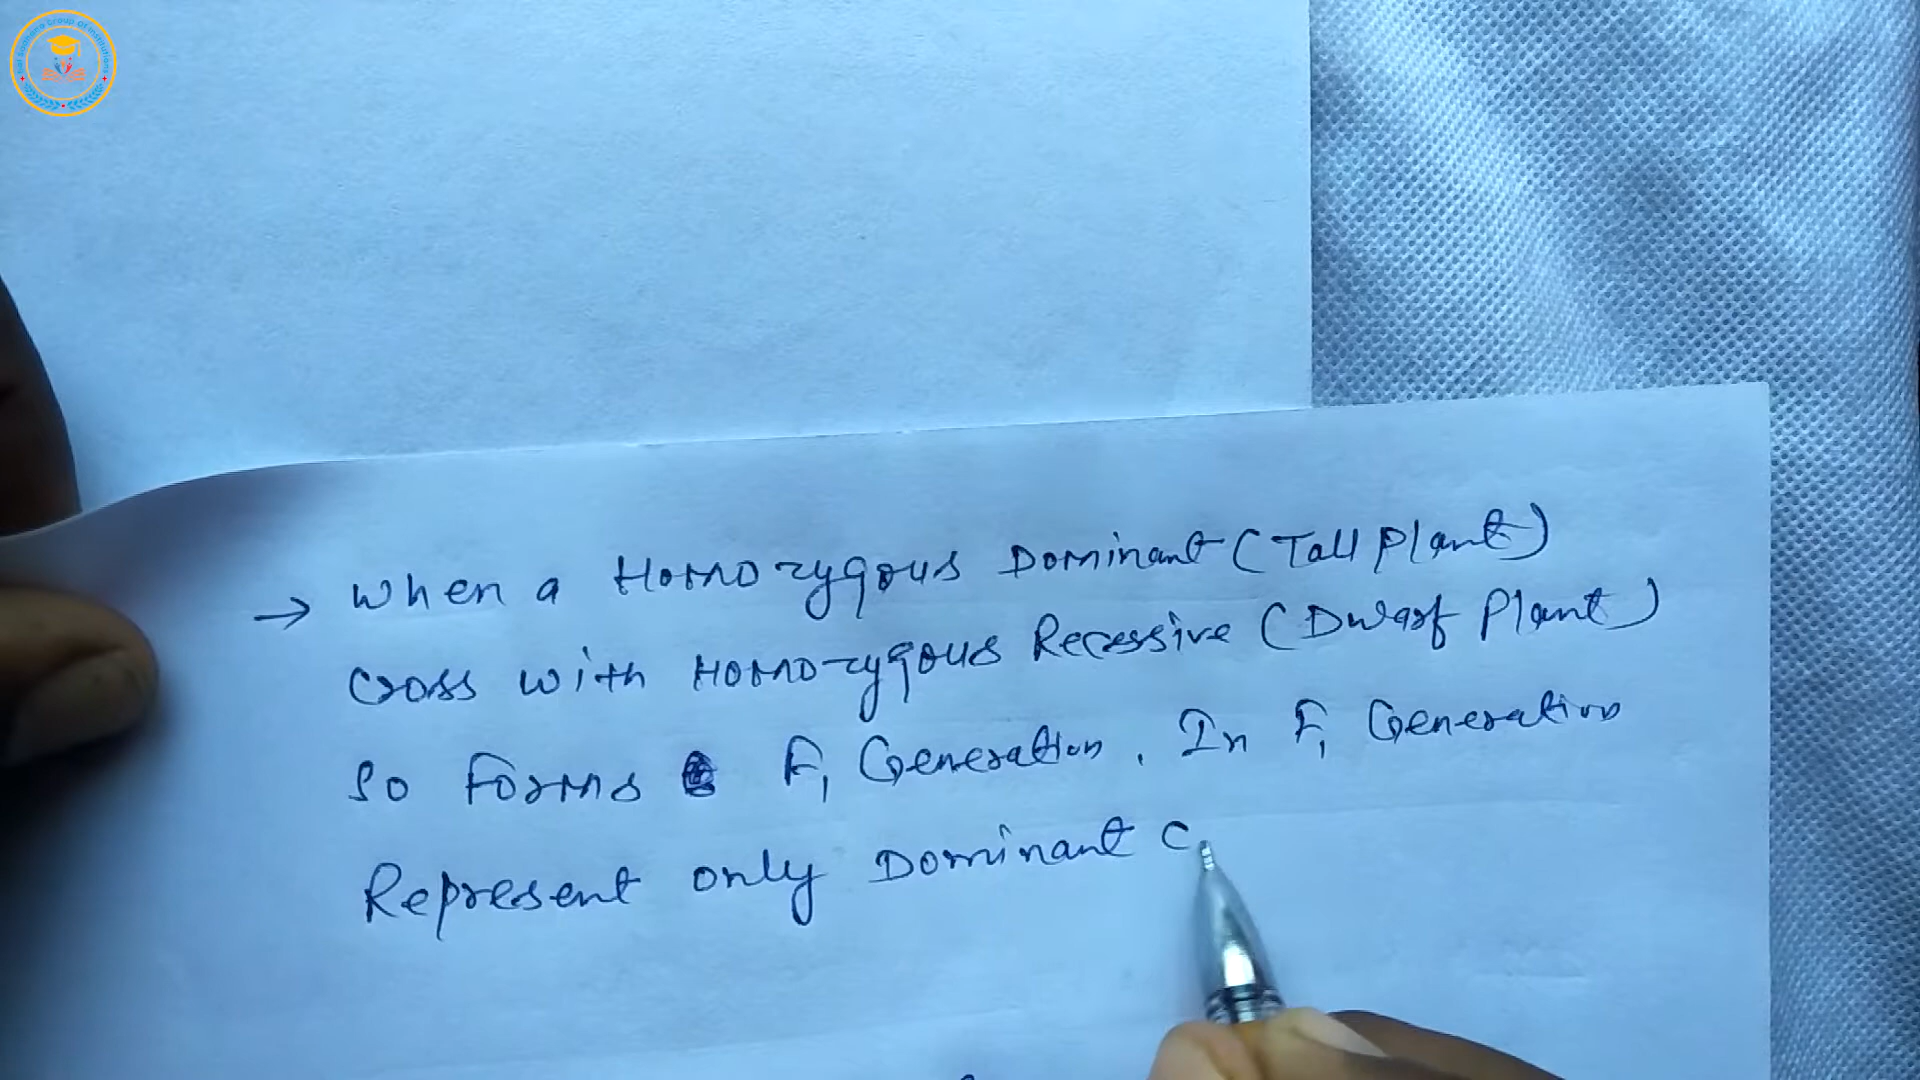 → When a Homozygous Dominant (Tall Plant)
Cross with Homozygous Recessive (Dwarf Plant)
So Forms F₁ Generation. In F₁ Generation
Represent only Dominant C